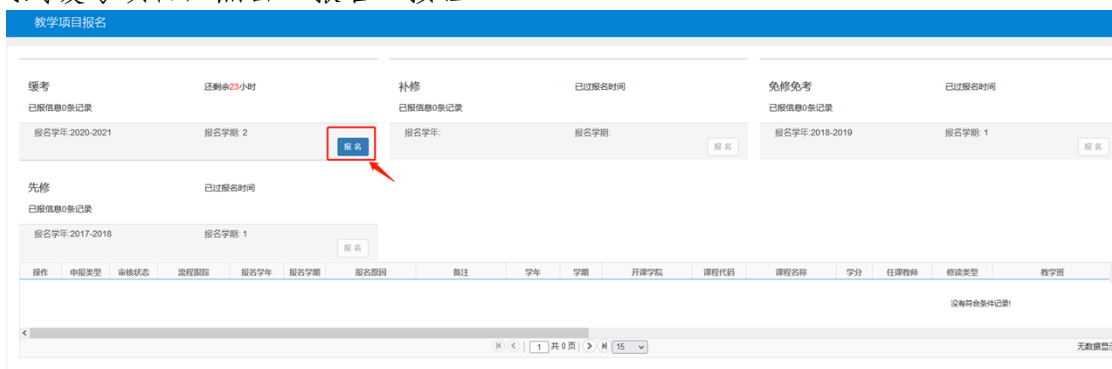 教学项目报名
缓考 还剩余23小时 补修 已过报名时间 免修免考 已过报名时间
已报信息0条记录 已报信息0条记录 已报信息0条记录
报名学年:2020-2021 报名学期: 2 报名学年: 报名学期: 报名学年:2018-2019 报名学期: 1
报 名 报 名 报 名
先修 已过报名时间
已报信息0条记录
报名学年:2017-2018 报名学期: 1
报 名
操作 申报类型 审核状态 流程跟踪 报名学年 报名学期 报名原因 备注 学年 学期 开课学院 课程代码 课程名称 学分 任课教师 修读类型 教学班
没有符合条件记录!
1 共 0 页 15 无数据显示